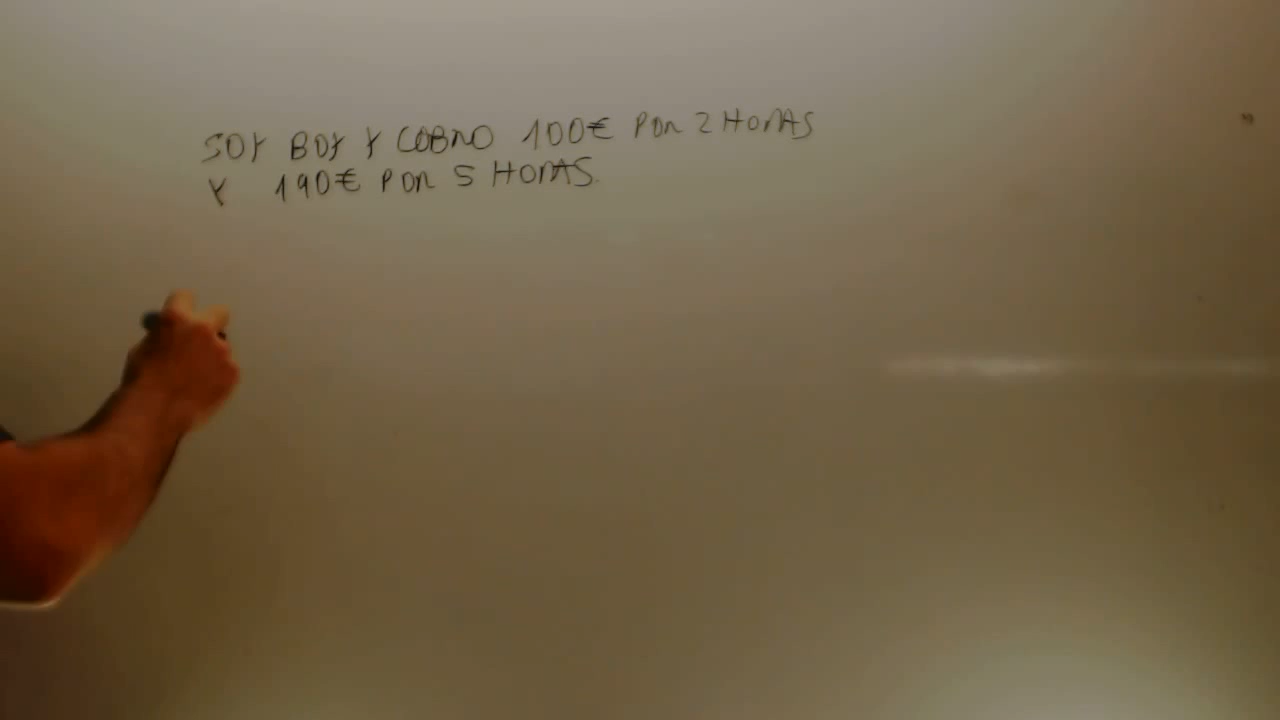 SOY BOY Y COBRO 100€ POR 2 HORAS
Y 190€ POR 5 HORAS.